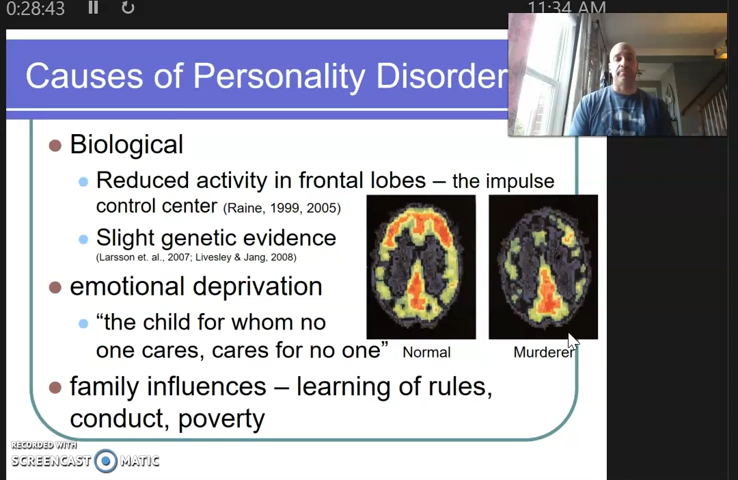 0:28:43
11:34 AM
Causes of Personality Disorder
Biological
Reduced activity in frontal lobes – the impulse
control center (Raine, 1999, 2005)
Slight genetic evidence
(Larsson et. al., 2007; Livesley & Jang, 2008)
emotional deprivation
“the child for whom no
one cares, cares for no one”
Normal
Murderer
family influences – learning of rules,
conduct, poverty
RECORDED WITH
SCREENCAST MATIC